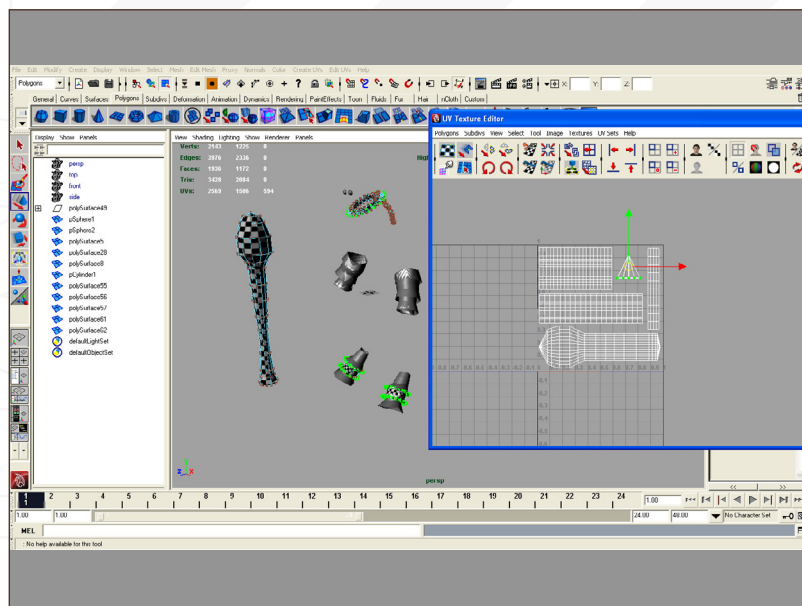 File Edit Modify Create Display Window Select Mesh Edit Mesh Proxy Normals Color Create UVs Edit UVs Help
Polygons X: Y: Z:
General Curves Surfaces Polygons Subdivs Deformation Animation Dynamics Rendering PaintEffects Toon Fluids Fur Hair nCloth Custom
UV Texture Editor
Polygons Subdivs View Select Tool Image Textures UV Sets Help
Display Show Panels
View Shading Lighting Show Renderer Panels
Verts: 2143 1225 0
Edges: 3976 2336 0
Faces: 1936 1172 0
Tris: 3428 2084 0
UVs: 2569 1506 594
persp
top
front
side
polySurface49
pSphere1
pSphere2
polySurface5
polySurface28
polySurface8
pCylinder1
polySurface55
polySurface56
polySurface57
polySurface61
polySurface62
defaultLightSet
defaultObjectSet
persp
1 2 3 4 5 6 7 8 9 10 11 12 13 14 15 16 17 18 19 20 21 22 23 24 1.00
1.00 1.00 24.00 48.00 No Character Set
MEL
: No help available for this tool